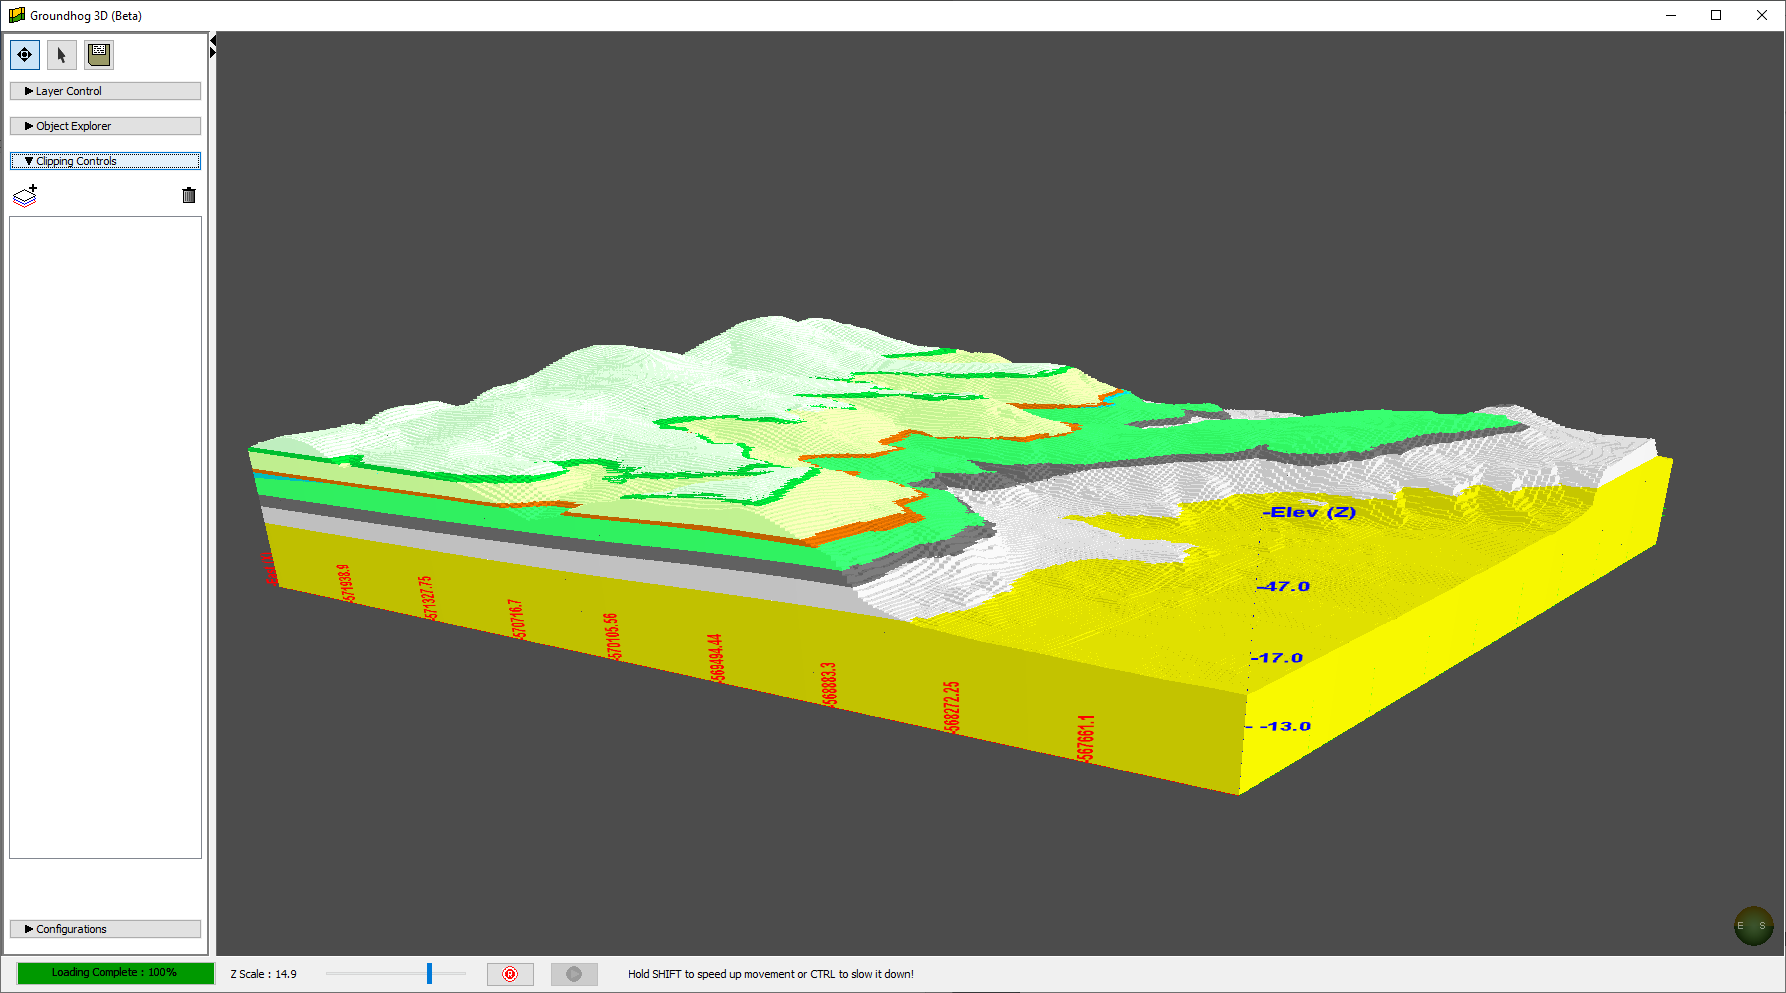 Groundhog 3D (Beta)
Layer Control
Object Explorer
Clipping Controls
-Elev (Z)
-47.0
-17.0
- -13.0
-571938.9
-571327.75
-570716.7
-570105.56
-569494.44
-568883.3
-568272.25
-567661.1
E S
Configurations
Loading Complete : 100%
Z Scale : 14.9
R
Hold SHIFT to speed up movement or CTRL to slow it down!